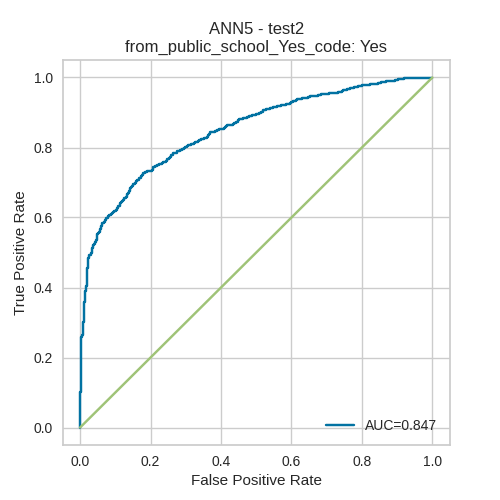 ANN5 - test2
from_public_school_Yes_code: Yes
True Positive Rate
1.0
0.8
0.6
0.4
0.2
0.0
AUC=0.847
0.0 0.2 0.4 0.6 0.8 1.0
False Positive Rate